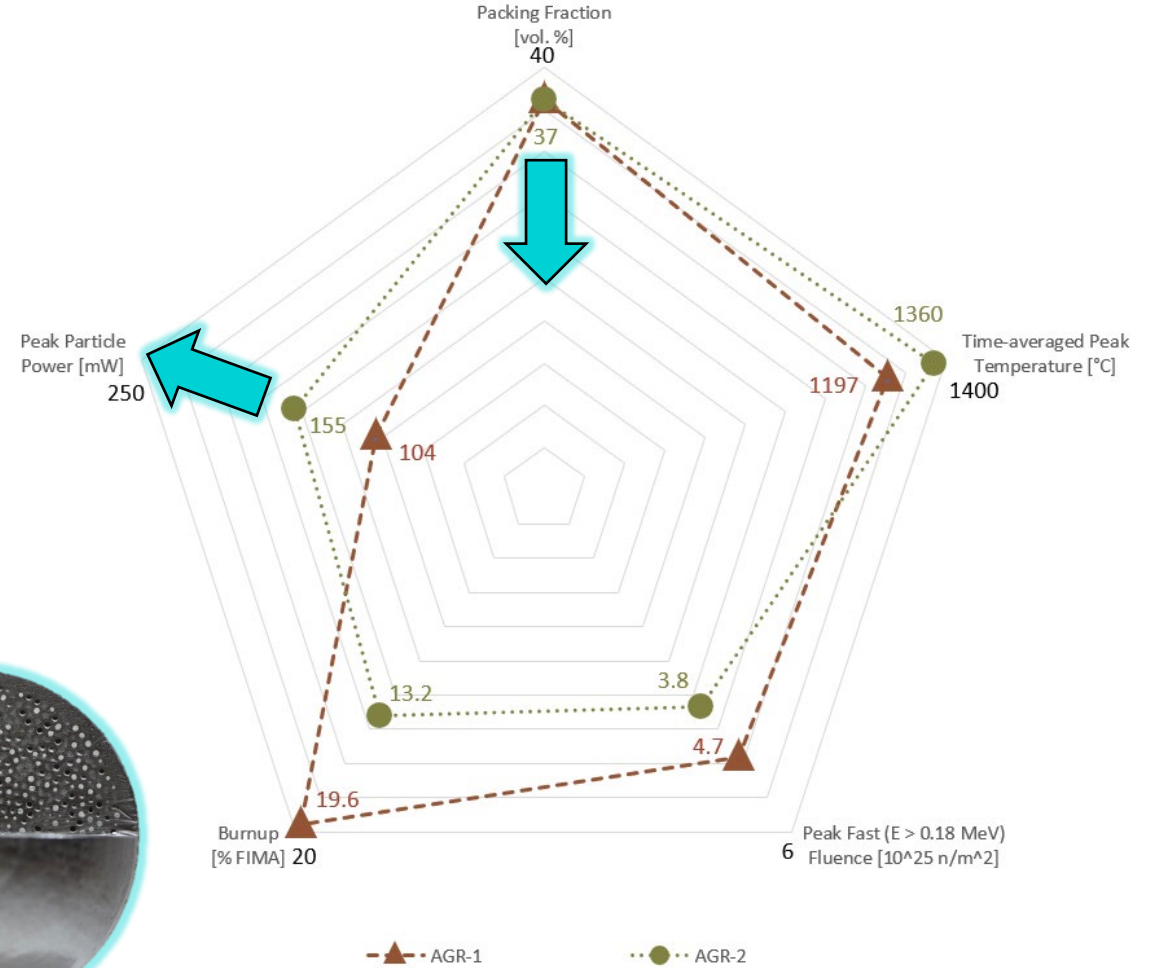 Packing Fraction
[vol. %]
40
37
1360
Time-averaged Peak
Temperature [°C]
1197
1400
Peak Particle
Power [mW]
250
155
104
13.2
3.8
4.7
19.6
Burnup
[% FIMA] 20
Peak Fast (E > 0.18 MeV)
6 Fluence [10^25 n/m^2]
AGR-1
AGR-2